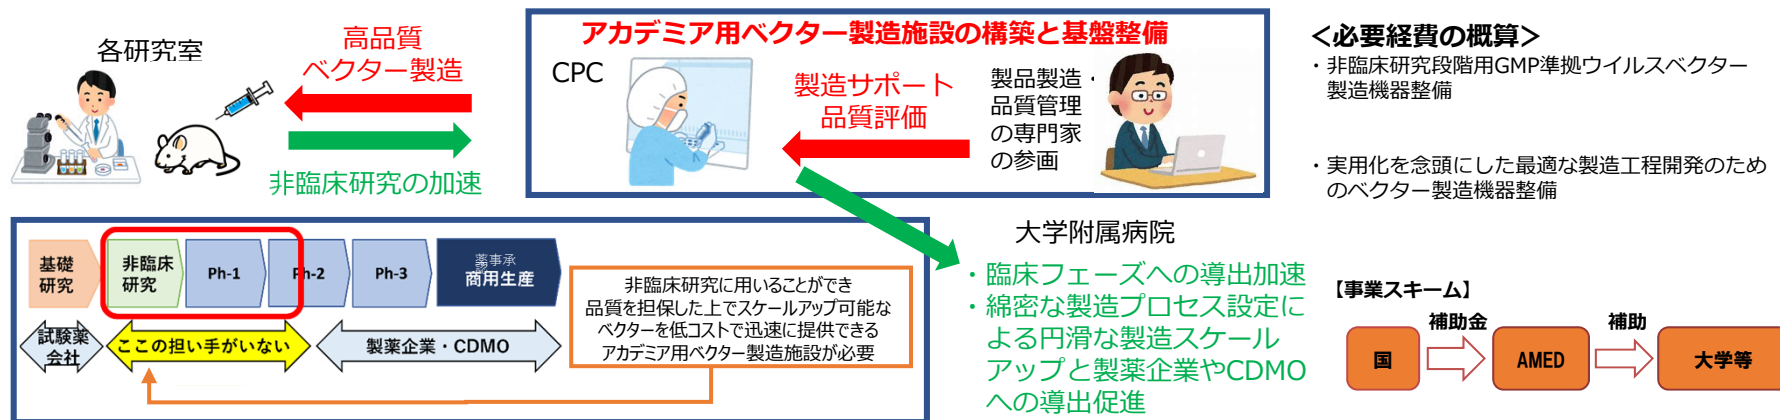 各研究室
高品質
ベクター製造
非臨床研究の加速
アカデミア用ベクター製造施設の構築と基盤整備
CPC
製造サポート
品質評価
製品製造・
品質管理
の専門家
の参画
＜必要経費の概算＞
・非臨床研究段階用GMP準拠ウイルスベクター
製造機器整備
・実用化を念頭にした最適な製造工程開発のため
のベクター製造機器整備
基礎
研究
非臨床
研究
Ph-1
Ph-2
Ph-3
薬事承
商用生産
試験薬
会社
ここの担い手がいない
製薬企業・CDMO
非臨床研究に用いることができ
品質を担保した上でスケールアップ可能な
ベクターを低コストで迅速に提供できる
アカデミア用ベクター製造施設が必要
大学附属病院
・臨床フェーズへの導出加速
・綿密な製造プロセス設定に
よる円滑な製造スケール
アップと製薬企業やCDMO
への導出促進
【事業スキーム】
補助金
補助
国
AMED
大学等